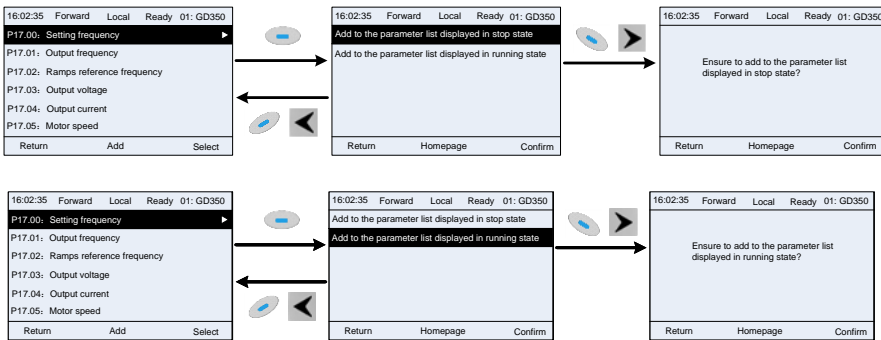 16:02:35 Forward Local Ready 01: GD350
P17.00: Setting frequency
P17.01: Output frequency
P17.02: Ramps reference frequency
P17.03: Output voltage
P17.04: Output current
P17.05: Motor speed
Return Add Select
16:02:35 Forward Local Ready 01: GD350
Add to the parameter list displayed in stop state
Add to the parameter list displayed in running state
Return Homepage Confirm
16:02:35 Forward Local Ready 01: GD350
Ensure to add to the parameter list
displayed in stop state?
Return Homepage Confirm
16:02:35 Forward Local Ready 01: GD350
P17.00: Setting frequency
P17.01: Output frequency
P17.02: Ramps reference frequency
P17.03: Output voltage
P17.04: Output current
P17.05: Motor speed
Return Add Select
16:02:35 Forward Local Ready 01: GD350
Add to the parameter list displayed in stop state
Add to the parameter list displayed in running state
Return Homepage Confirm
16:02:35 Forward Local Ready 01: GD350
Ensure to add to the parameter list
displayed in running state?
Return Homepage Confirm